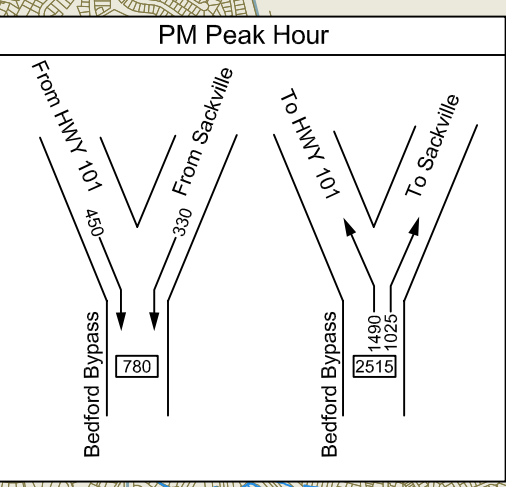 PM Peak Hour
From HWY 101
From Sackville
450
330
780
Bedford Bypass
To HWY 101
To Sackville
1490
1025
2515
Bedford Bypass